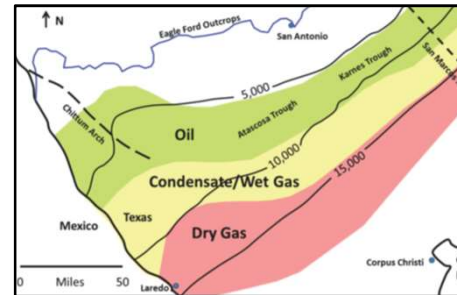 N
Eagle Ford Outcrops
San Antonio
San Marcos
Karnes Trough
5,000
Chittum Arch
Oil
Atascosa Trough
10,000
15,000
Condensate/Wet Gas
Mexico
Texas
Dry Gas
Corpus Christi
0
50
Miles
Laredo